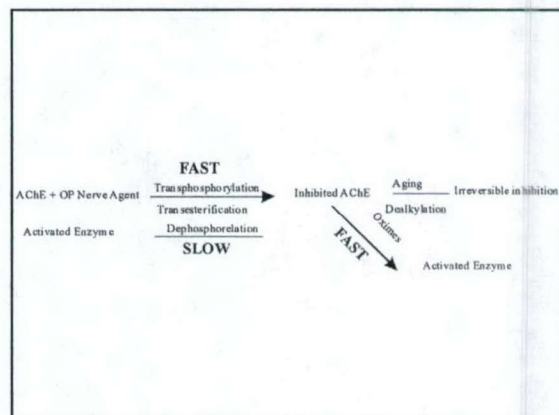 FAST
AChE + OP Nerve Agent
Transphosphorylation
Inhibited AChE
Aging
Irreversible inhibition
Transesterification
Dealkylation
Activated Enzyme
Dephosphorelation
SLOW
Oximes
FAST
Activated Enzyme